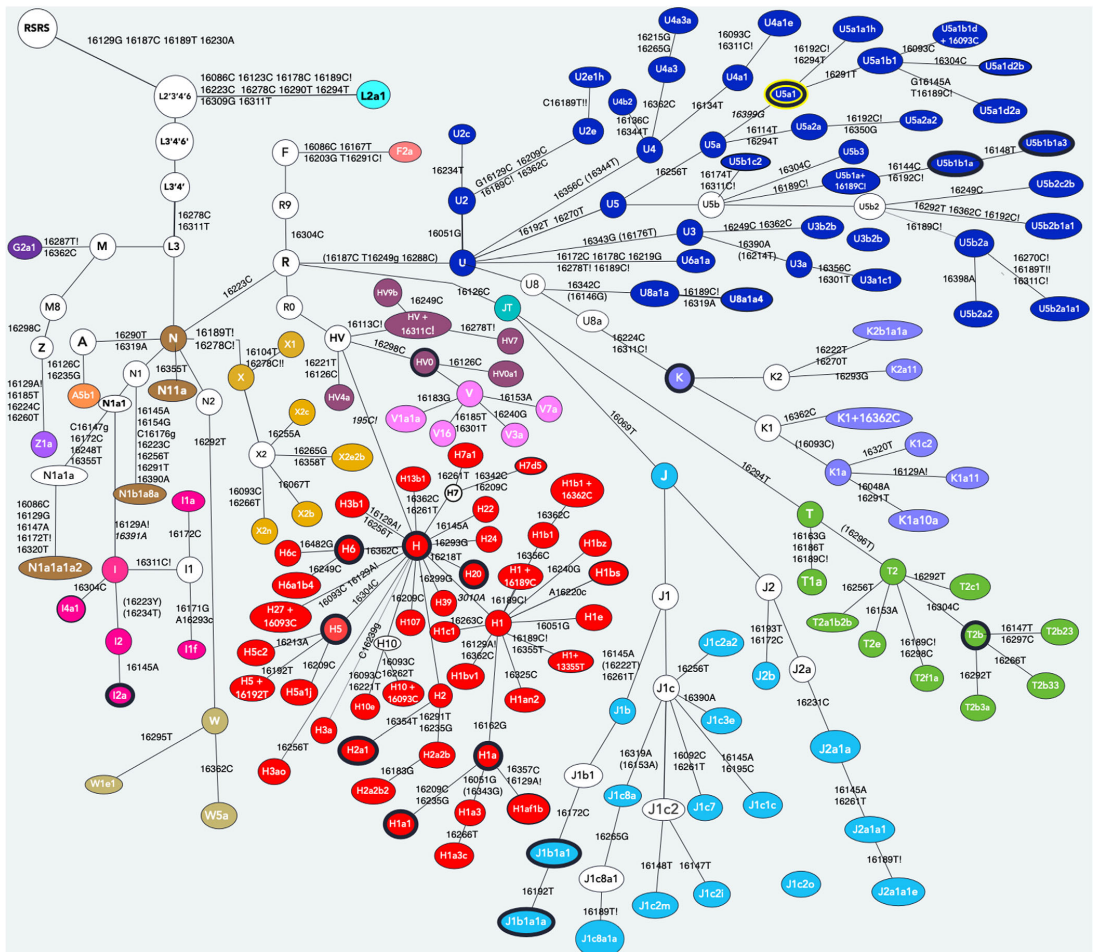 RSRS
16129G 16187C 16189T 16230A
L2'3'4'6
16086C 16123C 16178C 16189C!
16223C 16278C 16290T 16294T
16309G 16311T
L2a1
L3'4'6'
L3'4'
16278C
16311T
L3
M
16287T!
16362C
G2a1
M8
16298C
Z
16126C
16235G
16129A!
16185T
16224C
16260T
Z1a
F
16086C 16167T
16203G T16291C!
F2a
R9
16304C
R
16223C
(16187C T16249g 16288C)
R0
N
16189T!
16278C!
16290T
16319A
A
A5b1
N1
16355T
N11a
N1a1
N2
16145A
16154G
C16176g
16223C
16256T
16291T
16390A
N1b1a8a
C16147g
16172C
16248T
16355T
N1a1a
16086C
16129G
16147A
16172T!
16320T
N1a1a1a2
16129A!
16391A
I
16311C!
I1
16172C
I1a
16171G
A16293c
I1f
16304C
I4a1
(16223Y)
(16234T)
I2
16145A
I2a
16292T
W
16295T
W1e1
16362C
W5a
X
16104T
16278C!!
X1
X2
16255A
X2c
16265G
16358T
X2e2b
16067T
X2b
16093C
16266T
X2n
HV
16113C!
HV +
16311C!
16249C
HV9b
16278T!
HV7
16298C
HV0
16126C
HV0a1
16221T
16126C
HV4a
V
16183G
V1a1a
16185T
16301T
V16
16240G
V3a
16153A
V7a
195C!
H
H13b1
16362C
16261T
H7
16261T
H7a1
16342C
16209C
H7d5
H3b1
16129A!
16256T
16145A
H22
16293G
H24
16218T
H20
16482G
H6
16362C
16249C
H6c
H6a1b4
16093C 16129A!
H27 +
16093C
16304C
H5
16213A
H5c2
16192T
H5 +
16192T
16209C
H5a1j
C16239g
H3a
16256T
H3ao
H10
16093C
16221T
H10e
16093C
16262T
H10 +
16093C
16209C
H107
16299G
H39
3010A
H1
16263C
H1c1
16189C!
H1 +
16189C
16356C
H1b1
16362C
H1b1 +
16362C
16240G
H1bz
A16220c
H1bs
16051G
H1e
16189C!
16355T
H1+
13355T
16325C
H1an2
16129A!
16362C
H1bv1
H2
16354T
H2a1
16291T
16235G
H2a2b
16183G
H2a2b2
16162G
H1a
16209C
16235G
H1a1
16051G
(16343G)
H1a3
16266T
H1a3c
16357C
16129A!
H1af1b
U
16051G
U2
16234T
U2c
G16129C 16209C
16189C! 16362C
U2e
C16189T!!
U2e1h
16356C (16344T)
U4
16136C
16344T
U4b2
16362C
U4a3
16215G
16265G
U4a3a
16134T
U4a1
16093C
16311C!
U4a1e
16192T 16270T
U5
16256T
U5a
16399G
U5a1
16192C!
16294T
U5a1a1h
16291T
U5a1b1
16093C
U5a1b1d
+ 16093C
16304C
U5a1d2b
G16145A
T16189C!
U5a1d2a
16114T
16294T
U5a2a
16192C!
16350G
U5a2a2
U5b
16174T
16311C!
U5b1c2
16304C
U5b3
16189C!
U5b1a+
16189C!
16144C
16192C!
U5b1b1a
16148T
U5b1b1a3
U5b2
16249C
U5b2c2b
16292T 16362C 16192C!
U5b2b1a1
16189C!
U5b2a
16398A
U5b2a2
16270C!
16189T!!
16311C!
U5b2a1a1
16343G (16176T)
U3
16249C 16362C
U3b2b
U3b2b
16390A
(16214T)
U3a
16356C
16301T
U3a1c1
16172C 16178C 16219G
16278T! 16189C!
U6a1a
U8
16342C
(16146G)
U8a1a
16189C!
16319A
U8a1a4
U8a
16224C
16311C!
K
K2
16222T
16270T
K2b1a1a
16293G
K2a11
K1
16362C
K1+16362C
(16093C)
K1a
16320T
K1c2
16129A!
K1a11
16048A
16291T
K1a10a
16126C
JT
16069T
16294T
T
16163G
16186T
16189C!
T1a
(16296T)
T2
16256T
T2a1b2b
16153A
T2e
16189C!
16298C
T2f1a
16292T
T2c1
16304C
T2b
16147T
16297C
T2b23
16266T
T2b33
16292T
T2b3a
J
J1
J2
16193T
16172C
J2b
J2a
16231C
J2a1a
16145A
16261T
J2a1a1
16189T!
J2a1a1e
16145A
(16222T)
16261T
J1b
J1b1
16172C
J1b1a1
16192T
J1b1a1a
J1c
16256T
J1c2a2
16390A
J1c3e
16319A
(16153A)
J1c8a
16265G
J1c8a1
16189T!
J1c8a1a
16092C
16261T
J1c7
16145A
16195C
J1c1c
J1c2
16148T
J1c2m
16147T
J1c2i
J1c2o